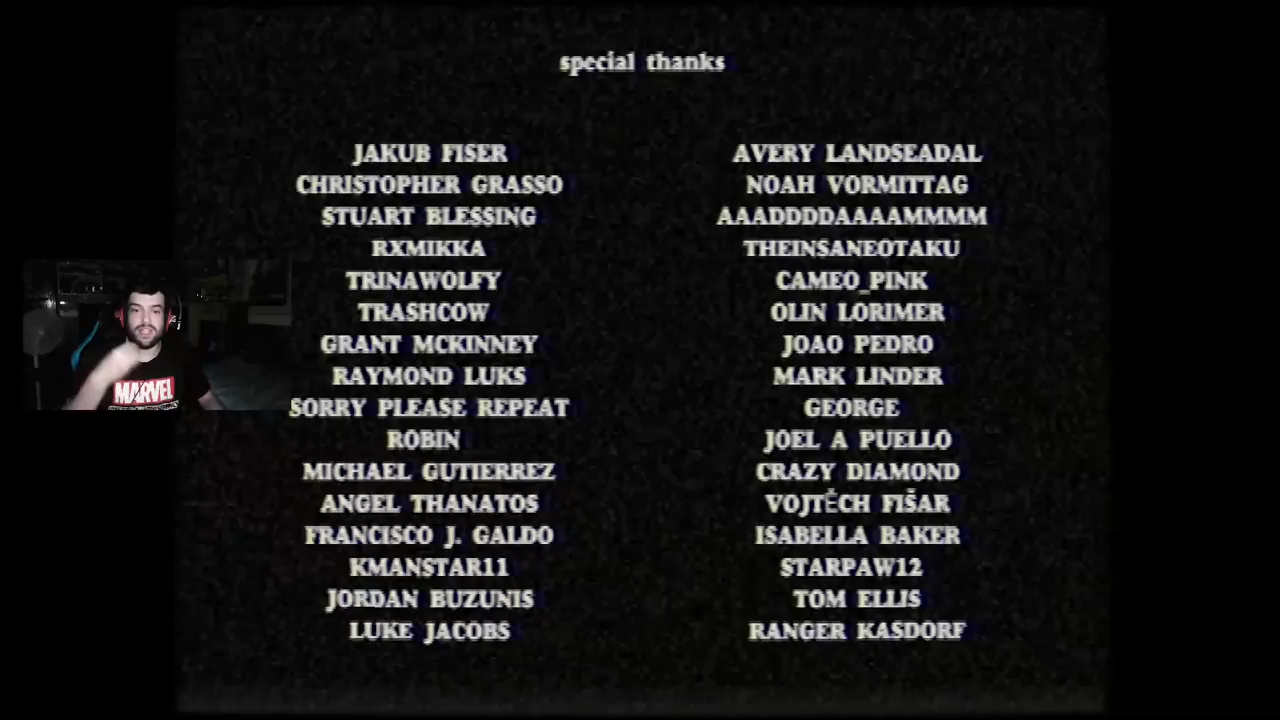 special thanks
JAKUB FISER
CHRISTOPHER GRASSO
STUART BLESSING
RXMIKKA
TRINAWOLFY
TRASHCOW
GRANT MCKINNEY
RAYMOND LUKS
SORRY PLEASE REPEAT
ROBIN
MICHAEL GUTIERREZ
ANGEL THANATOS
FRANCISCO J. GALDO
KMANSTAR11
JORDAN BUZUNIS
LUKE JACOBS
AVERY LANDSEADAL
NOAH VORMITTAG
AAADDDDAAAAMMMM
THEINSANEOTAKU
CAMEO_PINK
OLIN LORIMER
JOAO PEDRO
MARK LINDER
GEORGE
JOEL A PUELLO
CRAZY DIAMOND
VOJTĚCH FIŠAR
ISABELLA BAKER
STARPAW12
TOM ELLIS
RANGER KASDORF
MARVEL